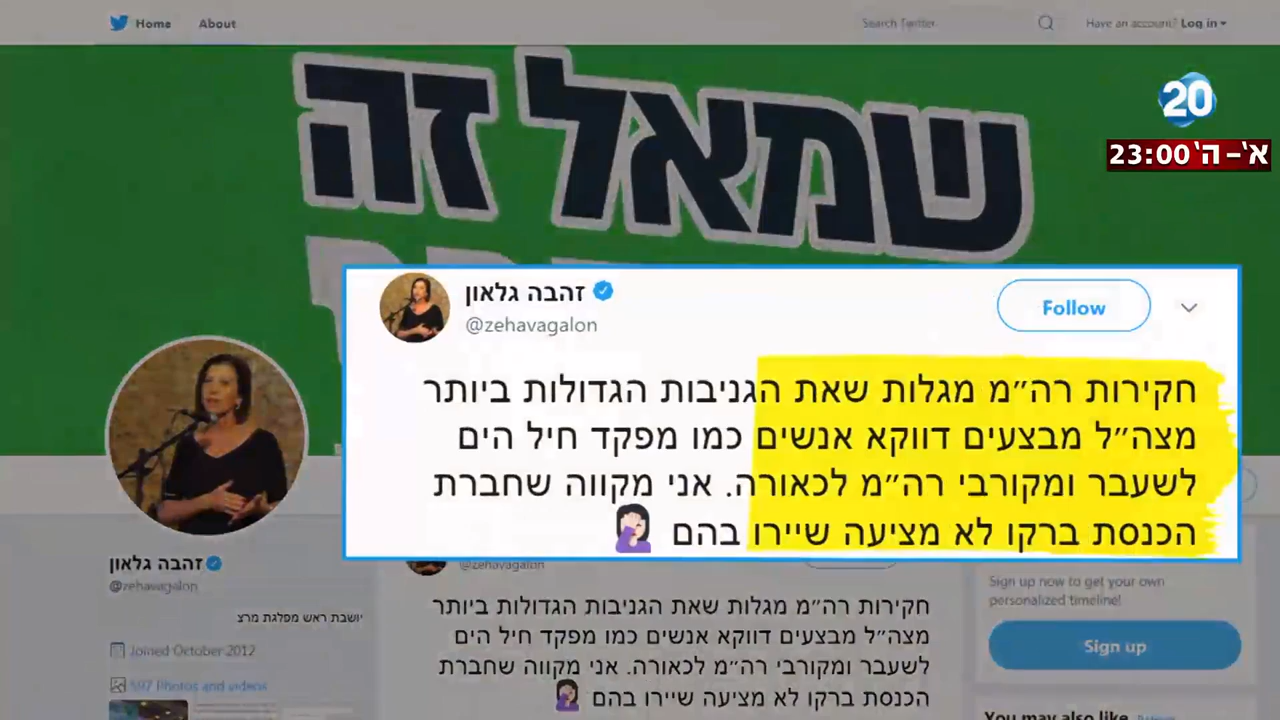 Home About Search Twitter Have an account? Log in
20
א'-ה' 23:00
שמאל זה
זהבה גלאון
@zehavagalon
Follow
חקירות רה״מ מגלות שאת הגניבות הגדולות ביותר
מצה״ל מבצעים דווקא אנשים כמו מפקד חיל הים
לשעבר ומקורבי רה״מ לכאורה. אני מקווה שחברת
הכנסת ברקו לא מציעה שיירו בהם 🤦🏻‍♀️
זהבה גלאון
@zehavagalon
יושבת ראש מפלגת מרצ
Joined October 2012
597 Photos and videos
@zehavagalon
חקירות רה״מ מגלות שאת הגניבות הגדולות ביותר
מצה״ל מבצעים דווקא אנשים כמו מפקד חיל הים
לשעבר ומקורבי רה״מ לכאורה. אני מקווה שחברת
הכנסת ברקו לא מציעה שיירו בהם 🤦🏻‍♀️
Sign up now to get your own
personalized timeline!
Sign up
You may also like